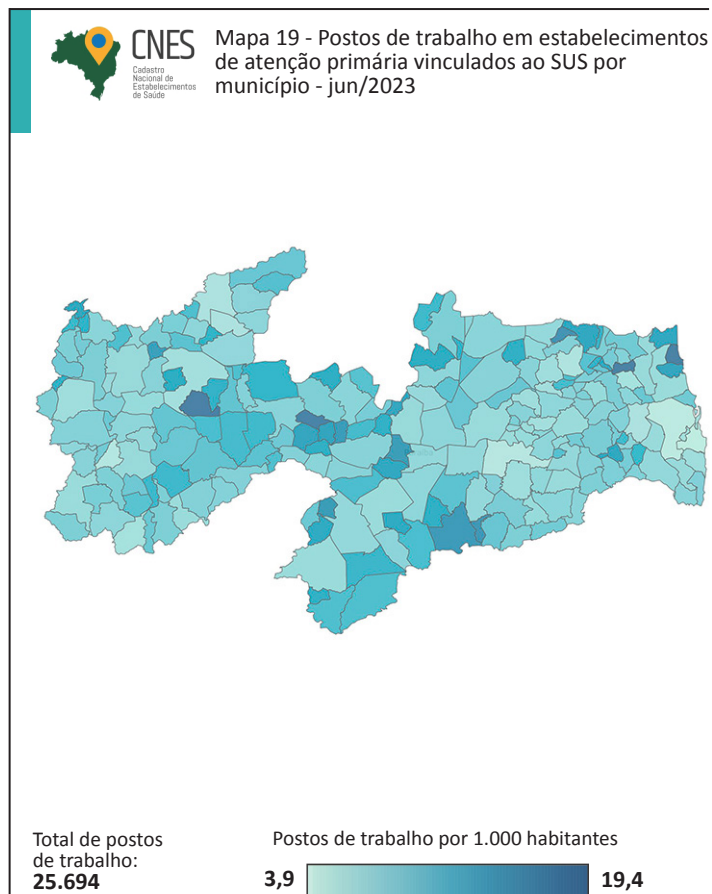 CNES
Cadastro
Nacional de
Estabelecimentos
de Saúde
Mapa 19 - Postos de trabalho em estabelecimentos
de atenção primária vinculados ao SUS por
município - jun/2023
Total de postos
de trabalho:
25.694
Postos de trabalho por 1.000 habitantes
3,9
19,4